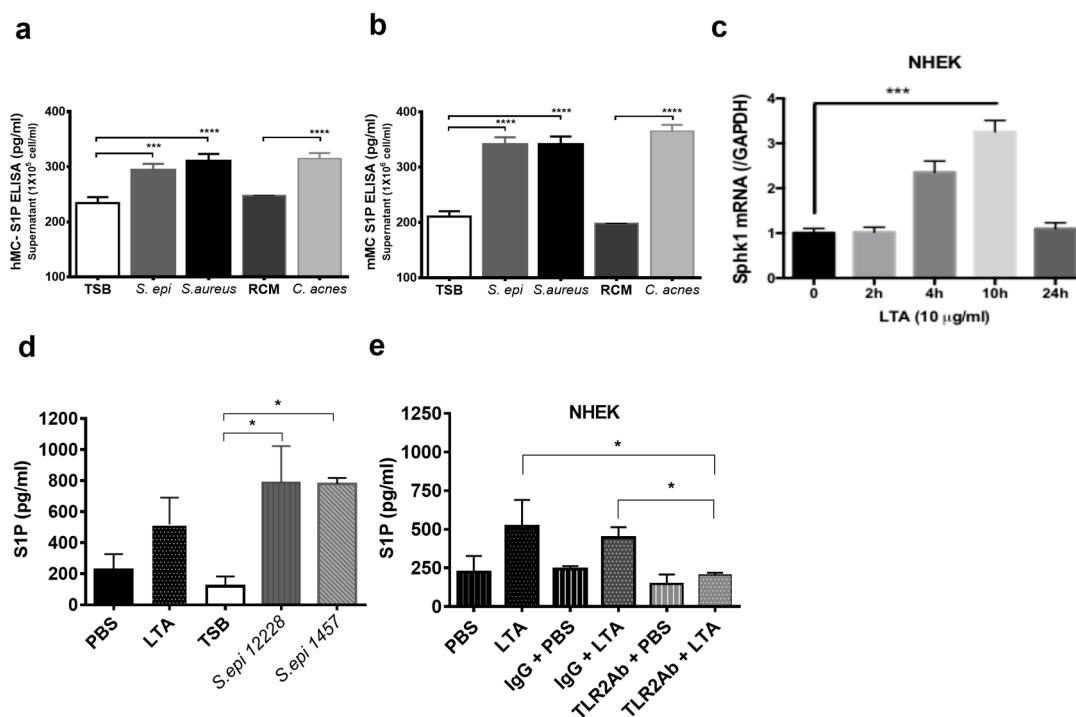 a
hMC- S1P ELISA (pg/ml)
Supernatant (1X10⁶ cell/ml)
400
300
200
100
***
****
****
TSB S. epi S.aureus RCM C. acnes
b
mMC S1P ELISA (pg/ml)
Supernatant (1X10⁶ cell/ml)
400
300
200
100
****
****
****
TSB S. epi S.aureus RCM C. acnes
c
NHEK
Sphk1 mRNA (/GAPDH)
4
3
2
1
0
***
0 2h 4h 10h 24h
LTA (10 µg/ml)
d
S1P (pg/ml)
1200
1000
800
600
400
200
0
*
*
PBS LTA TSB S.epi 12228 S.epi 1457
e
NHEK
S1P (pg/ml)
1250
1000
750
500
250
0
*
*
PBS LTA IgG + PBS IgG + LTA TLR2Ab + PBS TLR2Ab + LTA